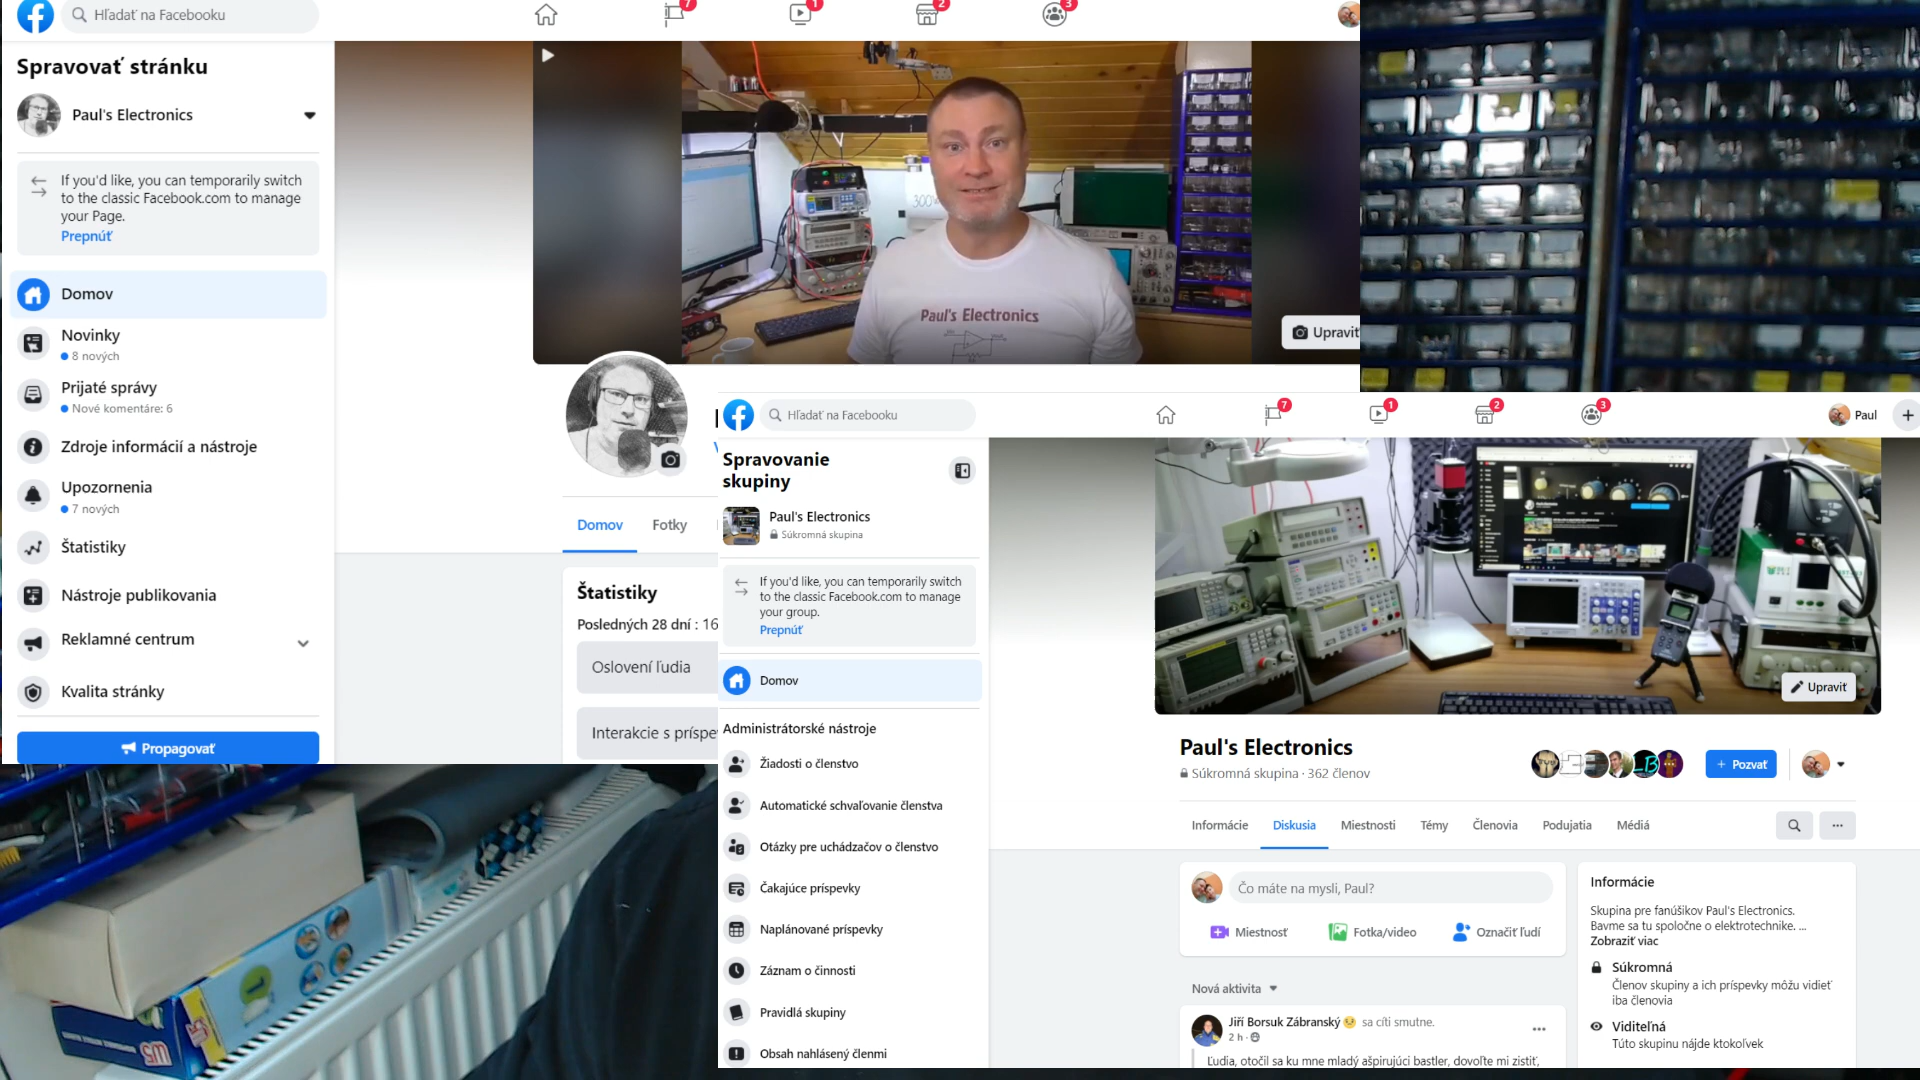 Hľadať na Facebooku
7
1
2
3
Spravovať stránku
Paul's Electronics
If you'd like, you can temporarily switch
to the classic Facebook.com to manage
your Page.
Prepnúť
Domov
Novinky
8 nových
Prijaté správy
Nové komentáre: 6
Zdroje informácií a nástroje
Upozornenia
7 nových
Štatistiky
Nástroje publikovania
Reklamné centrum
Kvalita stránky
Propagovať
300
Paul's Electronics
Upraviť
Domov
Fotky
Štatistiky
Posledných 28 dní : 16
Oslovení ľudia
Interakcie s príspe
Hľadať na Facebooku
7
1
2
3
Paul
Spravovanie
skupiny
Paul's Electronics
Súkromná skupina
If you'd like, you can temporarily switch
to the classic Facebook.com to manage
your group.
Prepnúť
Domov
Administrátorské nástroje
Žiadosti o členstvo
Automatické schvaľovanie členstva
Otázky pre uchádzačov o členstvo
Čakajúce príspevky
Naplánované príspevky
Záznam o činnosti
Pravidlá skupiny
Obsah nahlásený členmi
Upraviť
Paul's Electronics
Súkromná skupina · 362 členov
+ Pozvať
Informácie
Diskusia
Miestnosti
Témy
Členovia
Podujatia
Médiá
Čo máte na mysli, Paul?
Miestnosť
Fotka/video
Označiť ľudí
Nová aktivita
Jiří Borsuk Zábranský sa cíti smutne.
2 h
Ľudia, otočil sa ku mne mladý ašpirujúci bastler, dovoľte mi zistiť,
Informácie
Skupina pre fanúšikov Paul's Electronics.
Bavme sa tu spoločne o elektrotechnike. ...
Zobraziť viac
Súkromná
Členov skupiny a ich príspevky môžu vidieť
iba členovia
Viditeľná
Túto skupinu nájde ktokoľvek